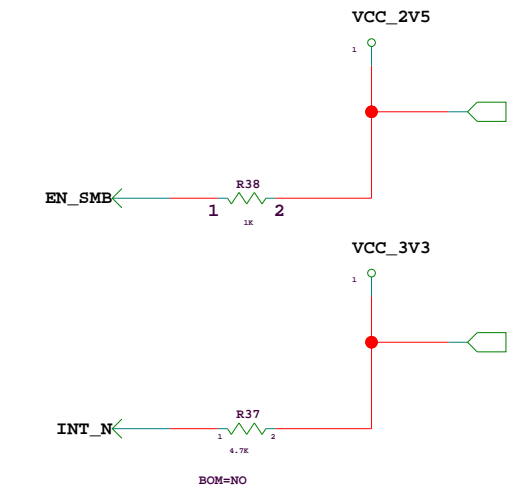 VCC_2V5
1
R38
EN_SMB
1 2
1K
VCC_3V3
1
R37
INT_N
1 2
4.7K
BOM=NO